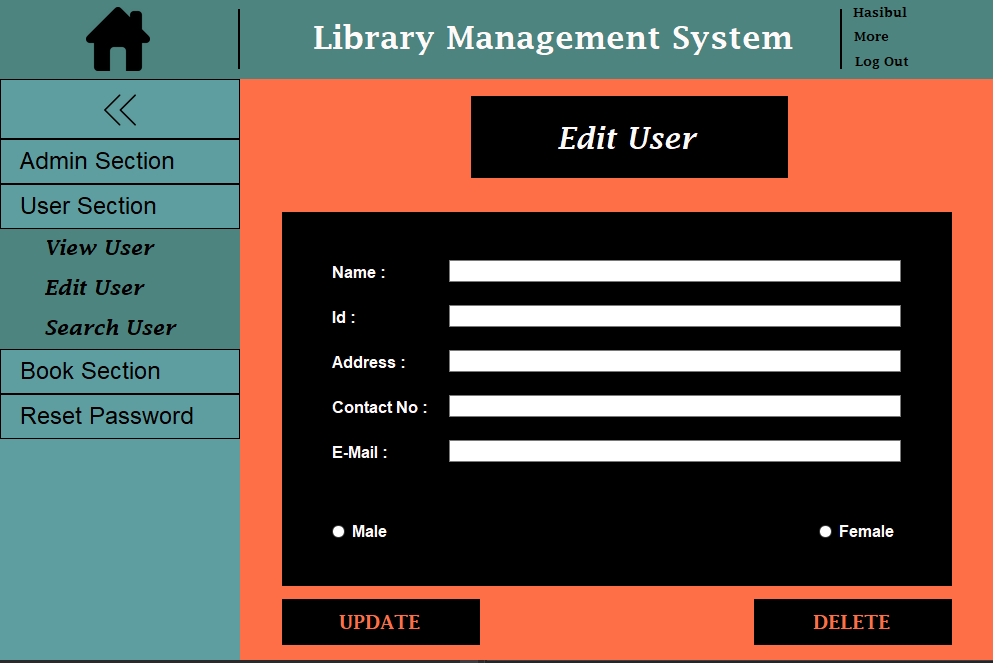 Library Management System
Hasibul
More
Log Out
Admin Section
User Section
View User
Edit User
Search User
Book Section
Reset Password
Edit User
Name :
Id :
Address :
Contact No :
E-Mail :
Male Female
UPDATE DELETE